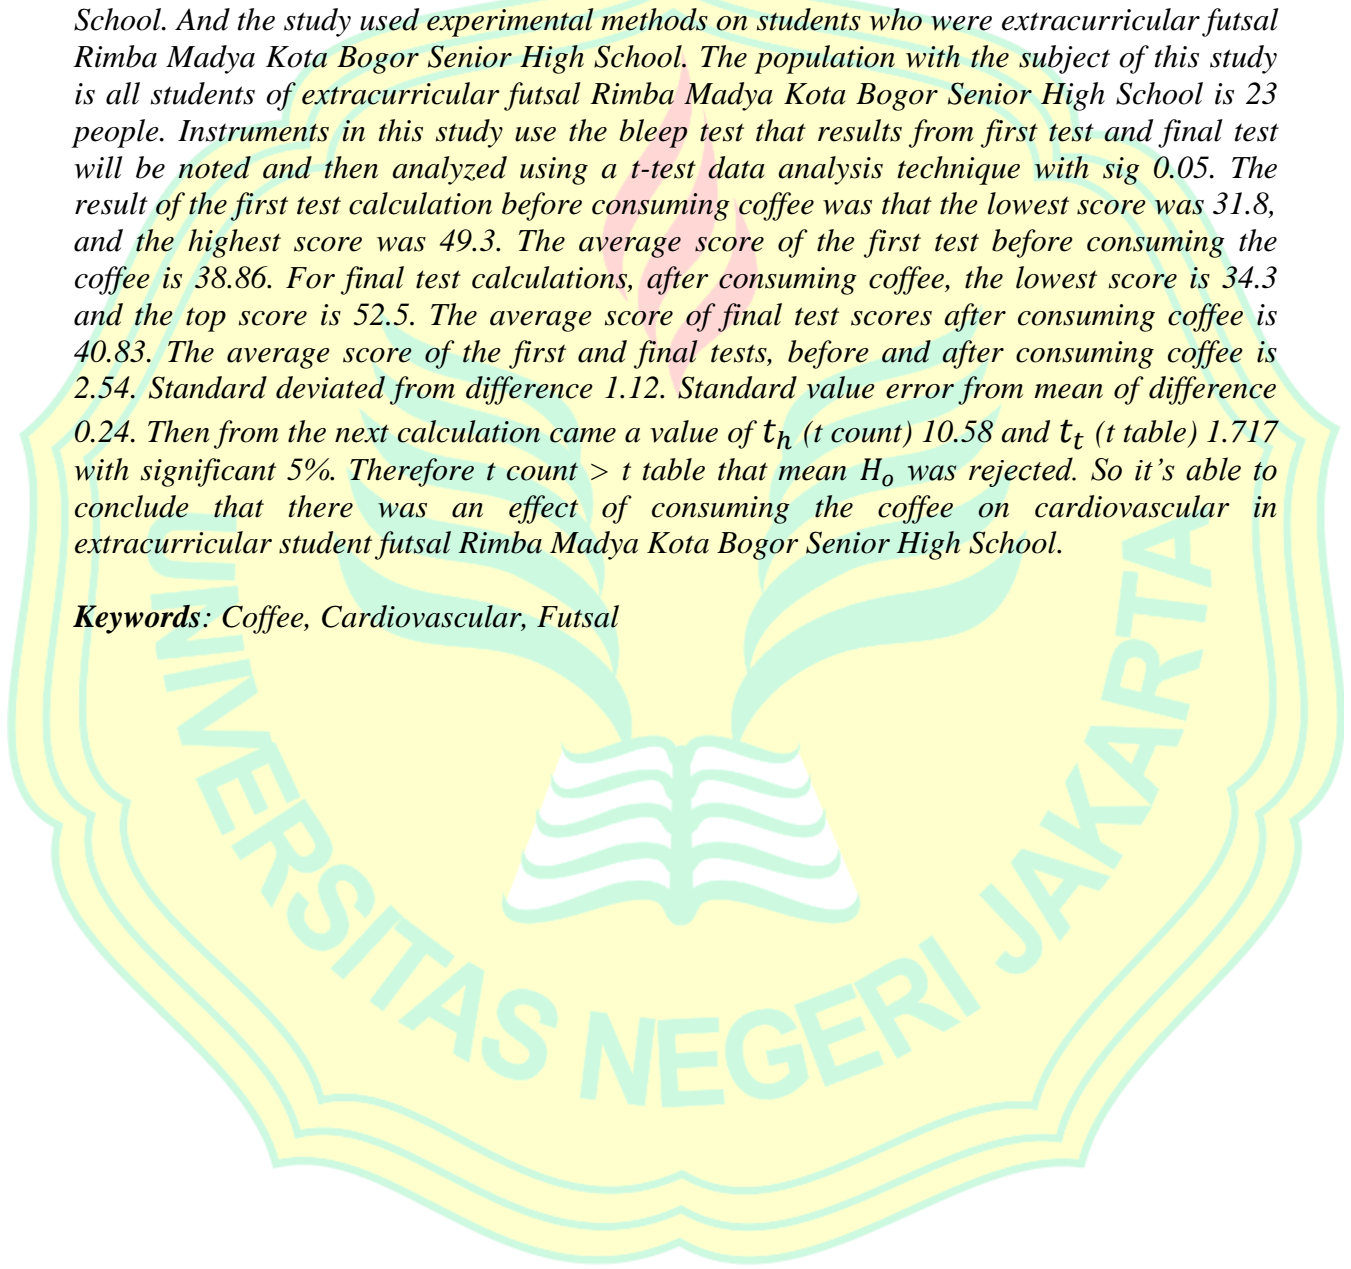 School. And the study used experimental methods on students who were extracurricular futsal
Rimba Madya Kota Bogor Senior High School. The population with the subject of this study
is all students of extracurricular futsal Rimba Madya Kota Bogor Senior High School is 23
people. Instruments in this study use the bleep test that results from first test and final test
will be noted and then analyzed using a t-test data analysis technique with sig 0.05. The
result of the first test calculation before consuming coffee was that the lowest score was 31.8,
and the highest score was 49.3. The average score of the first test before consuming the
coffee is 38.86. For final test calculations, after consuming coffee, the lowest score is 34.3
and the top score is 52.5. The average score of final test scores after consuming coffee is
40.83. The average score of the first and final tests, before and after consuming coffee is
2.54. Standard deviated from difference 1.12. Standard value error from mean of difference
0.24. Then from the next calculation came a value of t_h (t count) 10.58 and t_t (t table) 1.717
with significant 5%. Therefore t count > t table that mean H_o was rejected. So it's able to
conclude that there was an effect of consuming the coffee on cardiovascular in
extracurricular student futsal Rimba Madya Kota Bogor Senior High School.
Keywords: Coffee, Cardiovascular, Futsal
UNIVERSITAS NEGERI JAKARTA